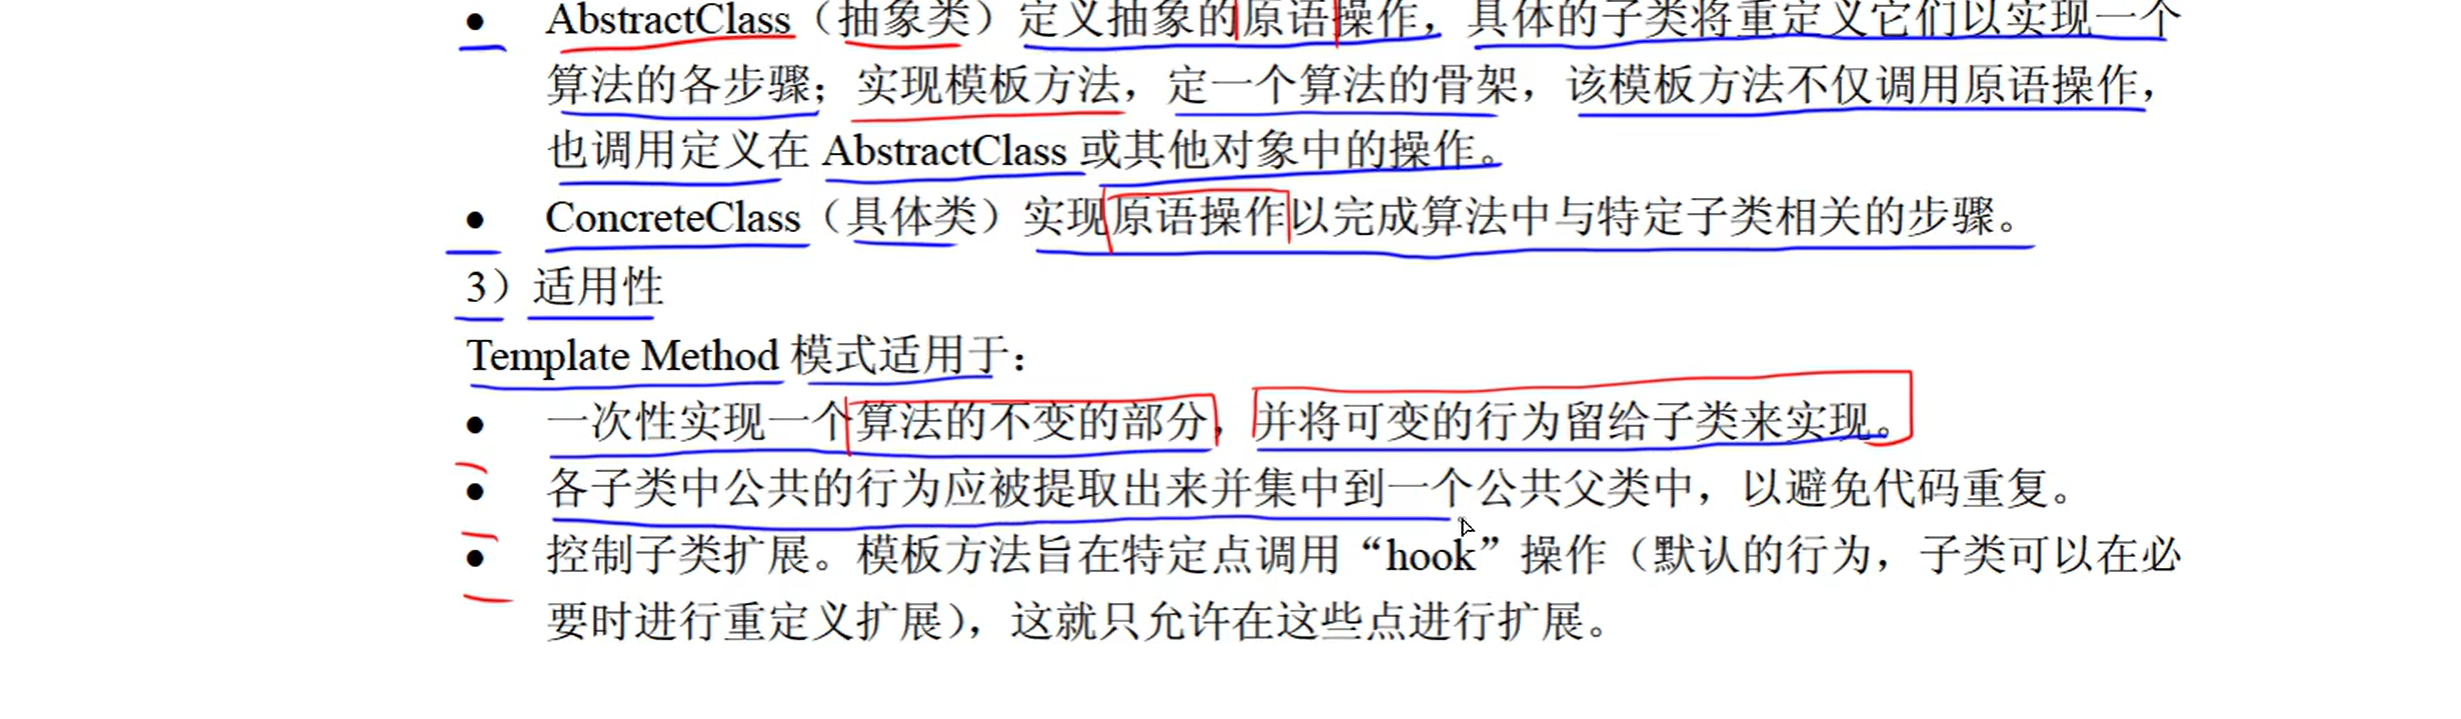 ● AbstractClass（抽象类）定义抽象的原语操作，具体的子类将重定义它们以实现一个
算法的各步骤；实现模板方法，定一个算法的骨架，该模板方法不仅调用原语操作，
也调用定义在 AbstractClass 或其他对象中的操作。
● ConcreteClass（具体类）实现原语操作以完成算法中与特定子类相关的步骤。
3）适用性
Template Method 模式适用于：
● 一次性实现一个算法的不变的部分，并将可变的行为留给子类来实现。
● 各子类中公共的行为应被提取出来并集中到一个公共父类中，以避免代码重复。
● 控制子类扩展。模板方法旨在特定点调用“hook”操作（默认的行为，子类可以在必
要时进行重定义扩展），这就只允许在这些点进行扩展。